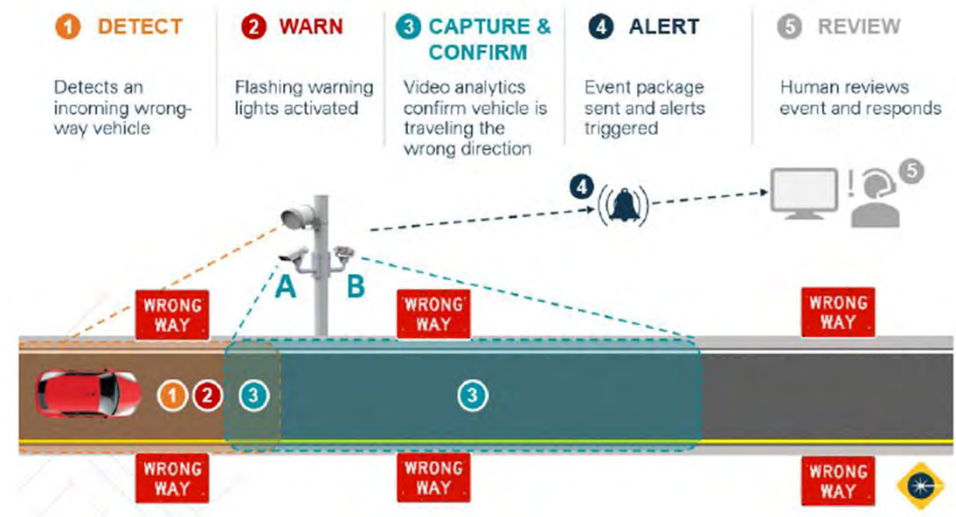 1 DETECT
Detects an
incoming wrong-
way vehicle
2 WARN
Flashing warning
lights activated
3 CAPTURE &
CONFIRM
Video analytics
confirm vehicle is
traveling the
wrong direction
4 ALERT
Event package
sent and alerts
triggered
5 REVIEW
Human reviews
event and responds
4
!
5
A
B
WRONG
WAY
WRONG
WAY
WRONG
WAY
1
2
3
3
WRONG
WAY
WRONG
WAY
WRONG
WAY